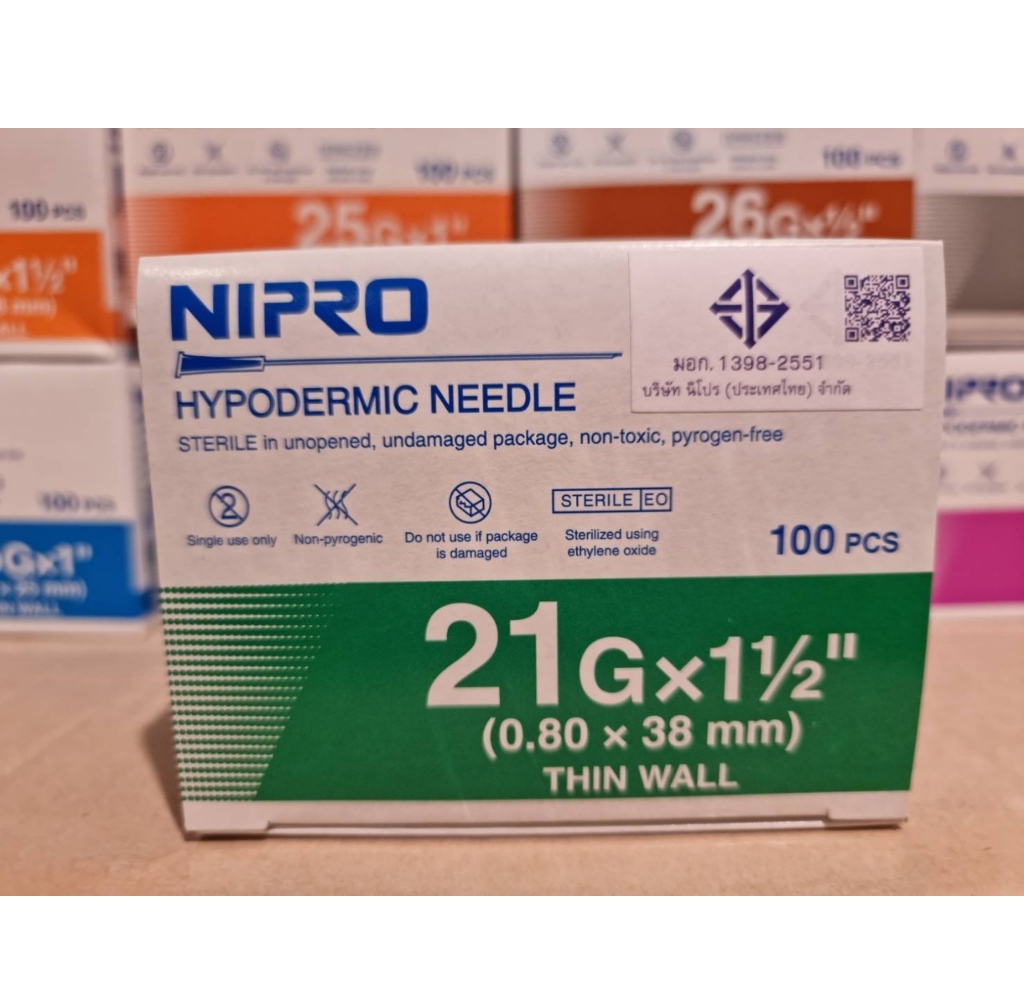 100 PCS
25G×1"
100 PCS
26G×½"
100 PCS
×1½"
NIPRO
มอก. 1398-2551
บริษัท นิโปร (ประเทศไทย) จำกัด
HYPODERMIC NEEDLE
STERILE in unopened, undamaged package, non-toxic, pyrogen-free
2
STERILE EO
Single use only
Non-pyrogenic
Do not use if package
is damaged
Sterilized using
ethylene oxide
100 PCS
21G×1½"
(0.80 × 38 mm)
THIN WALL
100 PCS
G×1"